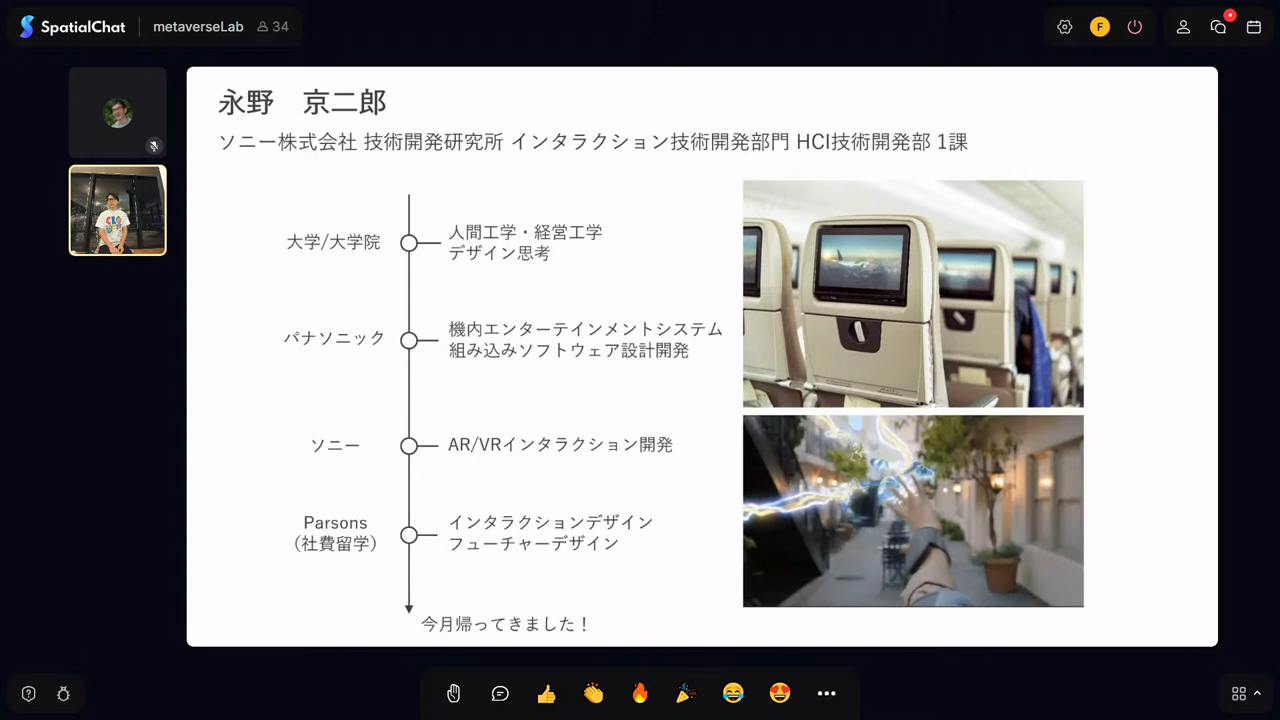 SpatialChat
metaverseLab
34
F
永野　京二郎
ソニー株式会社 技術開発研究所 インタラクション技術開発部門 HCI技術開発部 1課
大学/大学院
人間工学・経営工学
デザイン思考
パナソニック
機内エンターテインメントシステム
組み込みソフトウェア設計開発
ソニー
AR/VRインタラクション開発
Parsons
（社費留学）
インタラクションデザイン
フューチャーデザイン
今月帰ってきました！